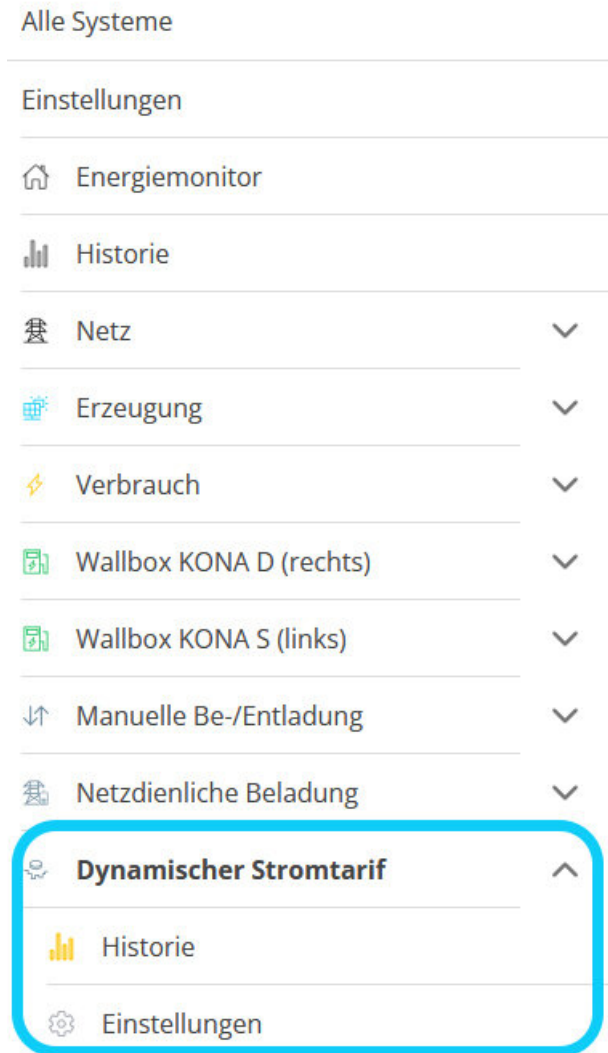 Alle Systeme
Einstellungen
Energiemonitor
Historie
Netz
Erzeugung
Verbrauch
Wallbox KONA D (rechts)
Wallbox KONA S (links)
Manuelle Be-/Entladung
Netzdienliche Beladung
Dynamischer Stromtarif
Historie
Einstellungen